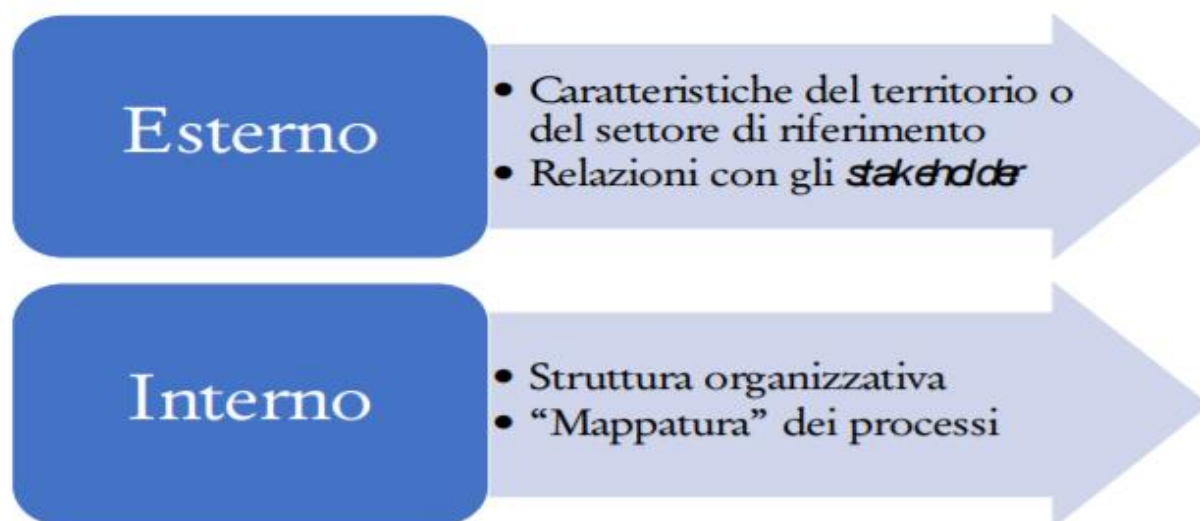 Esterno
• Caratteristiche del territorio o
del settore di riferimento
• Relazioni con gli stakeholder
Interno
• Struttura organizzativa
• “Mappatura” dei processi